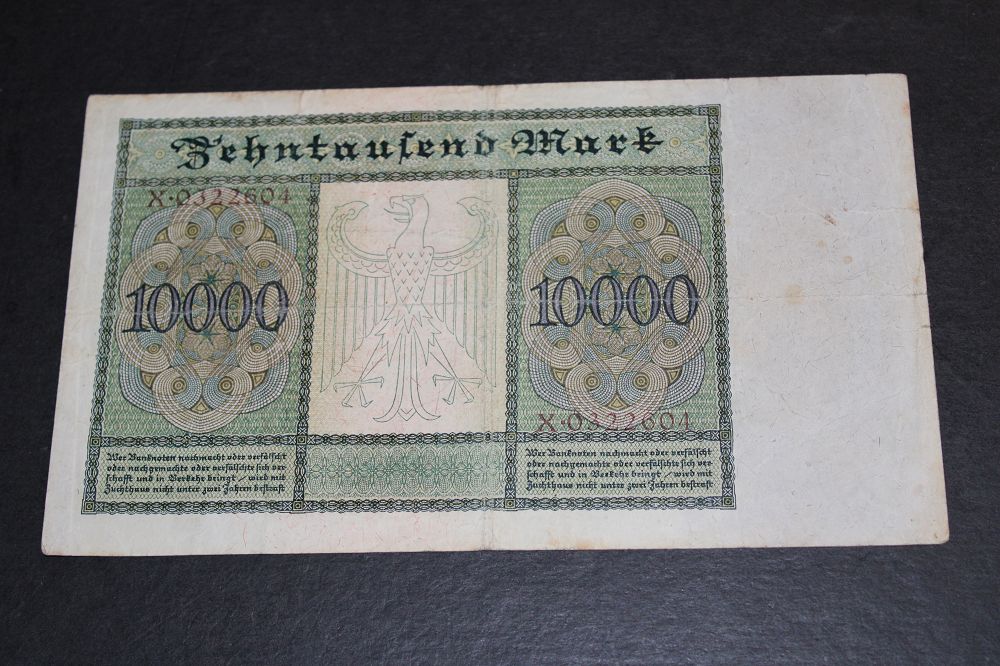 Zehntausend Mark
X·0322604
10000
10000
X·0322604
Wer Banknoten nachmacht oder verfälscht
oder nachgemachte oder verfälschte sich ver-
schafft und in Verkehr bringt, wird mit
Zuchthaus nicht unter zwei Jahren bestraft
Wer Banknoten nachmacht oder verfälscht
oder nachgemachte oder verfälschte sich ver-
schafft und in Verkehr bringt, wird mit
Zuchthaus nicht unter zwei Jahren bestraft